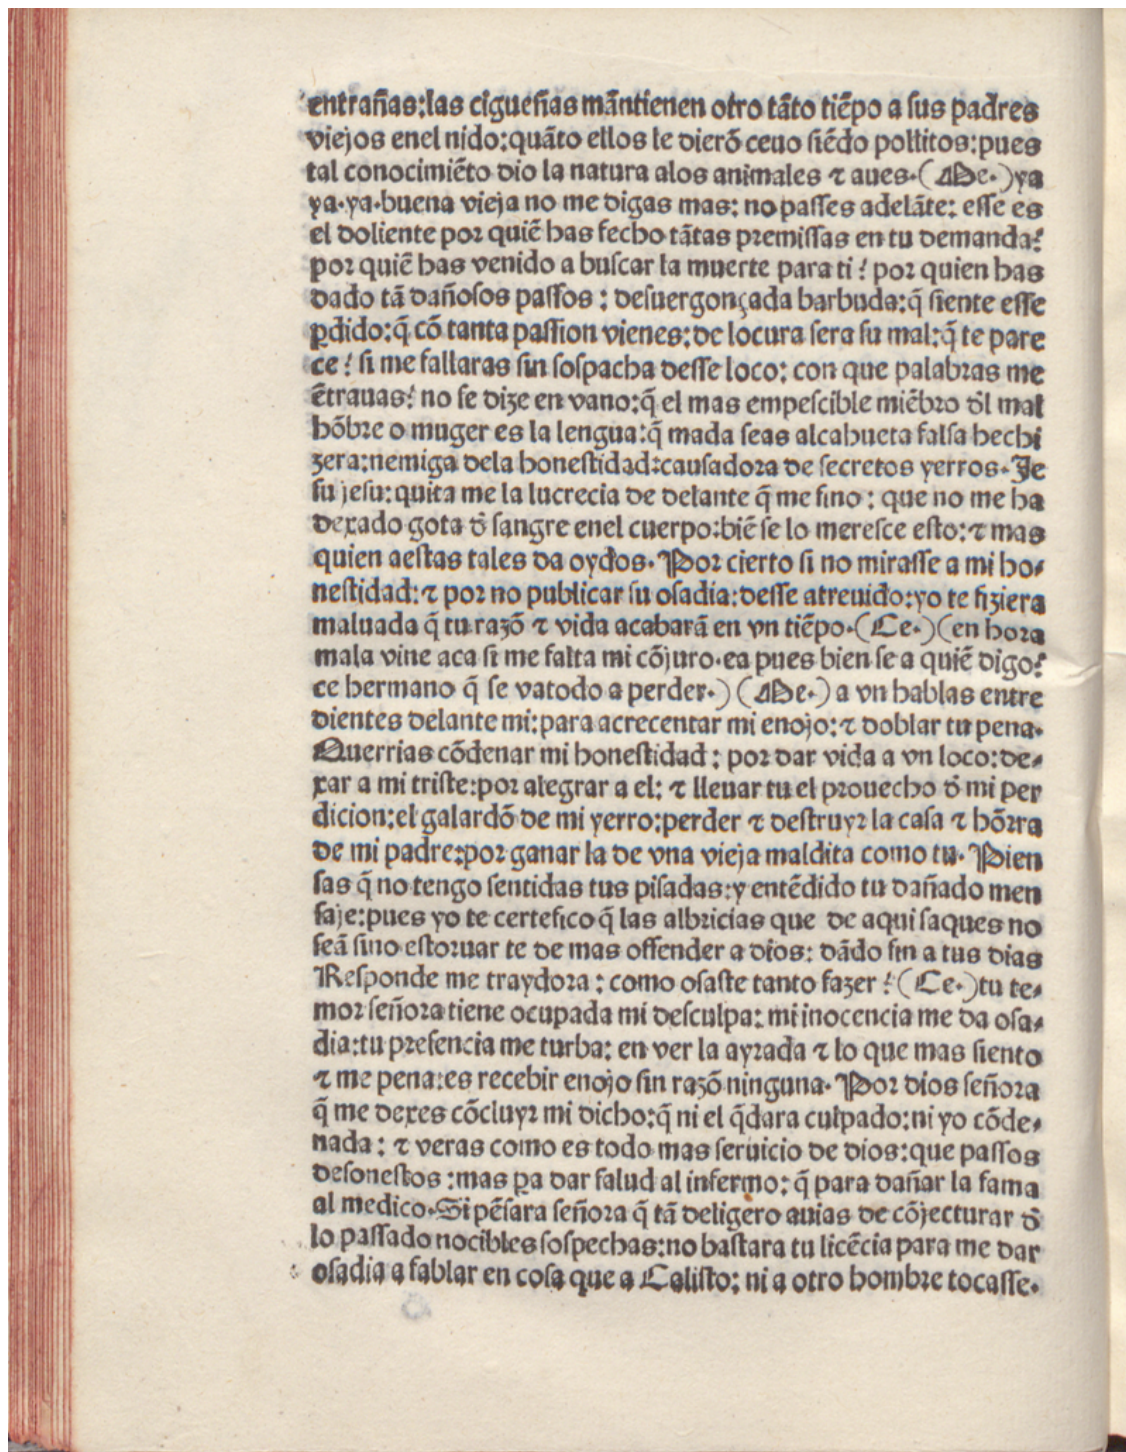 entrañas:las cigueñas mãntienen otro tãto tiẽpo a sus padres
viejos enel nido:quãto ellos le dierõ ceuo siẽdo pollitos:pues
tal conocimiẽto dio la natura alos animales ⁊ aues.(Me.)ya
ya.ya.buena vieja no me digas mas: no passes adelãte: esse es
el doliente por quiẽ has fecho tãtas premissas en tu demanda?
por quiẽ has venido a buscar la muerte para ti? por quien has
dado tã dañosos passos: desuergonçada barbuda:q̃ siente esse
ꝑdido:q̃ cõ tanta passion vienes:de locura sera su mal:q̃ te pare
ce? si me fallaras sin sospacha desse loco: con que palabras me
ẽtrauas? no se dize en vano:q̃ el mas empescible miẽbro d̃l mal
hõbre o muger es la lengua:q̃ mada seas alcahueta falsa hechi
zera:nemiga dela honestidad:causadora de secretos yerros.Je
su jesu:quita me la lucrecia de delante q̃ me fino: que no me ha
dexado gota d̃ sangre enel cuerpo:biẽ se lo meresce esto:⁊ mas
quien aestas tales da oydos. Por cierto si no mirasse a mi ho-
nestidad:⁊ por no publicar su osadia:desse atreuido:yo te fiziera
maluada q̃ tu razõ ⁊ vida acabarã en vn tiẽpo.(Ce.)(en hora
mala vine aca si me falta mi cõjuro.ea pues bien se a quiẽ digo?
ce hermano q̃ se vatodo a perder.)(Me.) a vn hablas entre
dientes delante mi:para acrecentar mi enojo:⁊ doblar tu pena.
Querrias cõdenar mi honestidad: por dar vida a vn loco:de-
xar a mi triste:por alegrar a el: ⁊ lleuar tu el prouecho d̃ mi per
dicion:el galardõ de mi yerro:perder ⁊ destruyr la casa ⁊ hõrra
de mi padre:por ganar la de vna vieja maldita como tu. Pien
sas q̃ no tengo sentidas tus pisadas:y entẽdido tu dañado men
saje:pues yo te certefico q̃ las albricias que de aqui saques no
seã sino estoruar te de mas offender a dios: dãdo fin a tus dias
Responde me traydora: como osaste tanto fazer?(Ce.)tu te-
mor señora tiene ocupada mi desculpa: mi inocencia me da osa-
dia:tu presencia me turba: en ver la ayrada ⁊ lo que mas siento
⁊ me pena:es recebir enojo sin razõ ninguna. Por dios señora
q̃ me dexes cõcluyr mi dicho:q̃ ni el q̃dara culpado:ni yo cõde-
nada: ⁊ veras como es todo mas seruicio de dios:que passos
desonestos:mas ꝑa dar salud al infermo: q̃ para dañar la fama
al medico.Si pẽsara señora q̃ tã deligero auias de cõjecturar d̃
lo passado nocibles sospechas:no bastara tu licẽcia para me dar
osadia a fablar en cosa que a Calisto: ni a otro hombre tocasse.